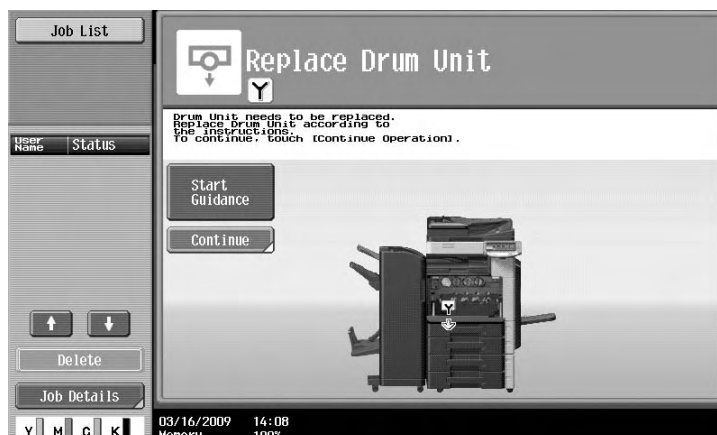 Job List
User
Name
Status
Delete
Job Details
Y M C K
Replace Drum Unit
Y
Drum Unit needs to be replaced.
Replace Drum Unit according to
the instructions.
To continue, touch [Continue Operation].
Start
Guidance
Continue
Y
03/16/2009 14:08
Memory 100%